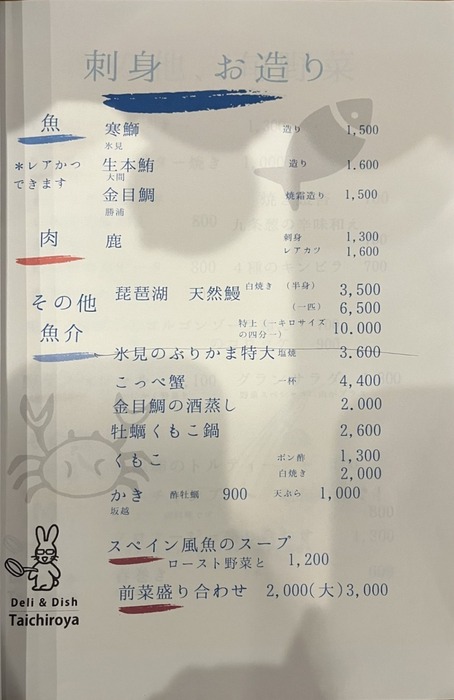 刺身　お造り
魚
寒鰤　造り　1,500
氷見
*レアかつ
できます
生本鮪　造り　1,600
大間
金目鯛　焼霜造り　1,500
勝浦
肉
鹿　刺身　1,300
レアカツ　1,600
その他
魚介
琵琶湖　天然鰻　白焼き　(半身)　3,500
(一匹)　6,500
特上(一キロサイズ
の四分一)　10.000
氷見のぶりかま特大　塩焼　3.600
こっぺ蟹　一杯　4,400
金目鯛の酒蒸し　2.000
牡蠣くもこ鍋　2,600
くもこ　ポン酢　1,300
白焼き　2,000
かき　酢牡蠣　900　天ぷら　1,000
坂越
スペイン風魚のスープ
ロースト野菜と　1,200
前菜盛り合わせ　2,000(大)3,000
Deli & Dish
Taichiroya